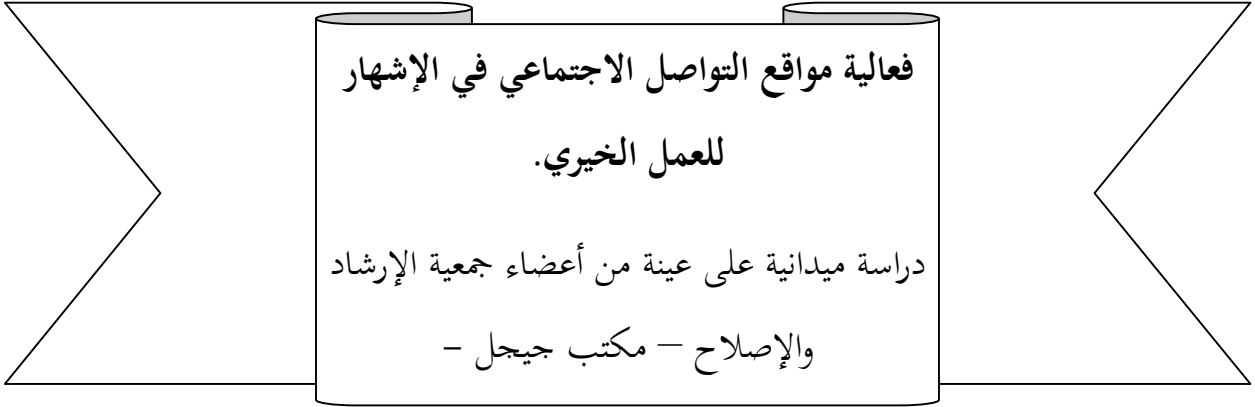 فعالية مواقع التواصل الاجتماعي في الإشهار
للعمل الخيري.
دراسة ميدانية على عينة من أعضاء جمعية الإرشاد
والإصلاح – مكتب جيجل –